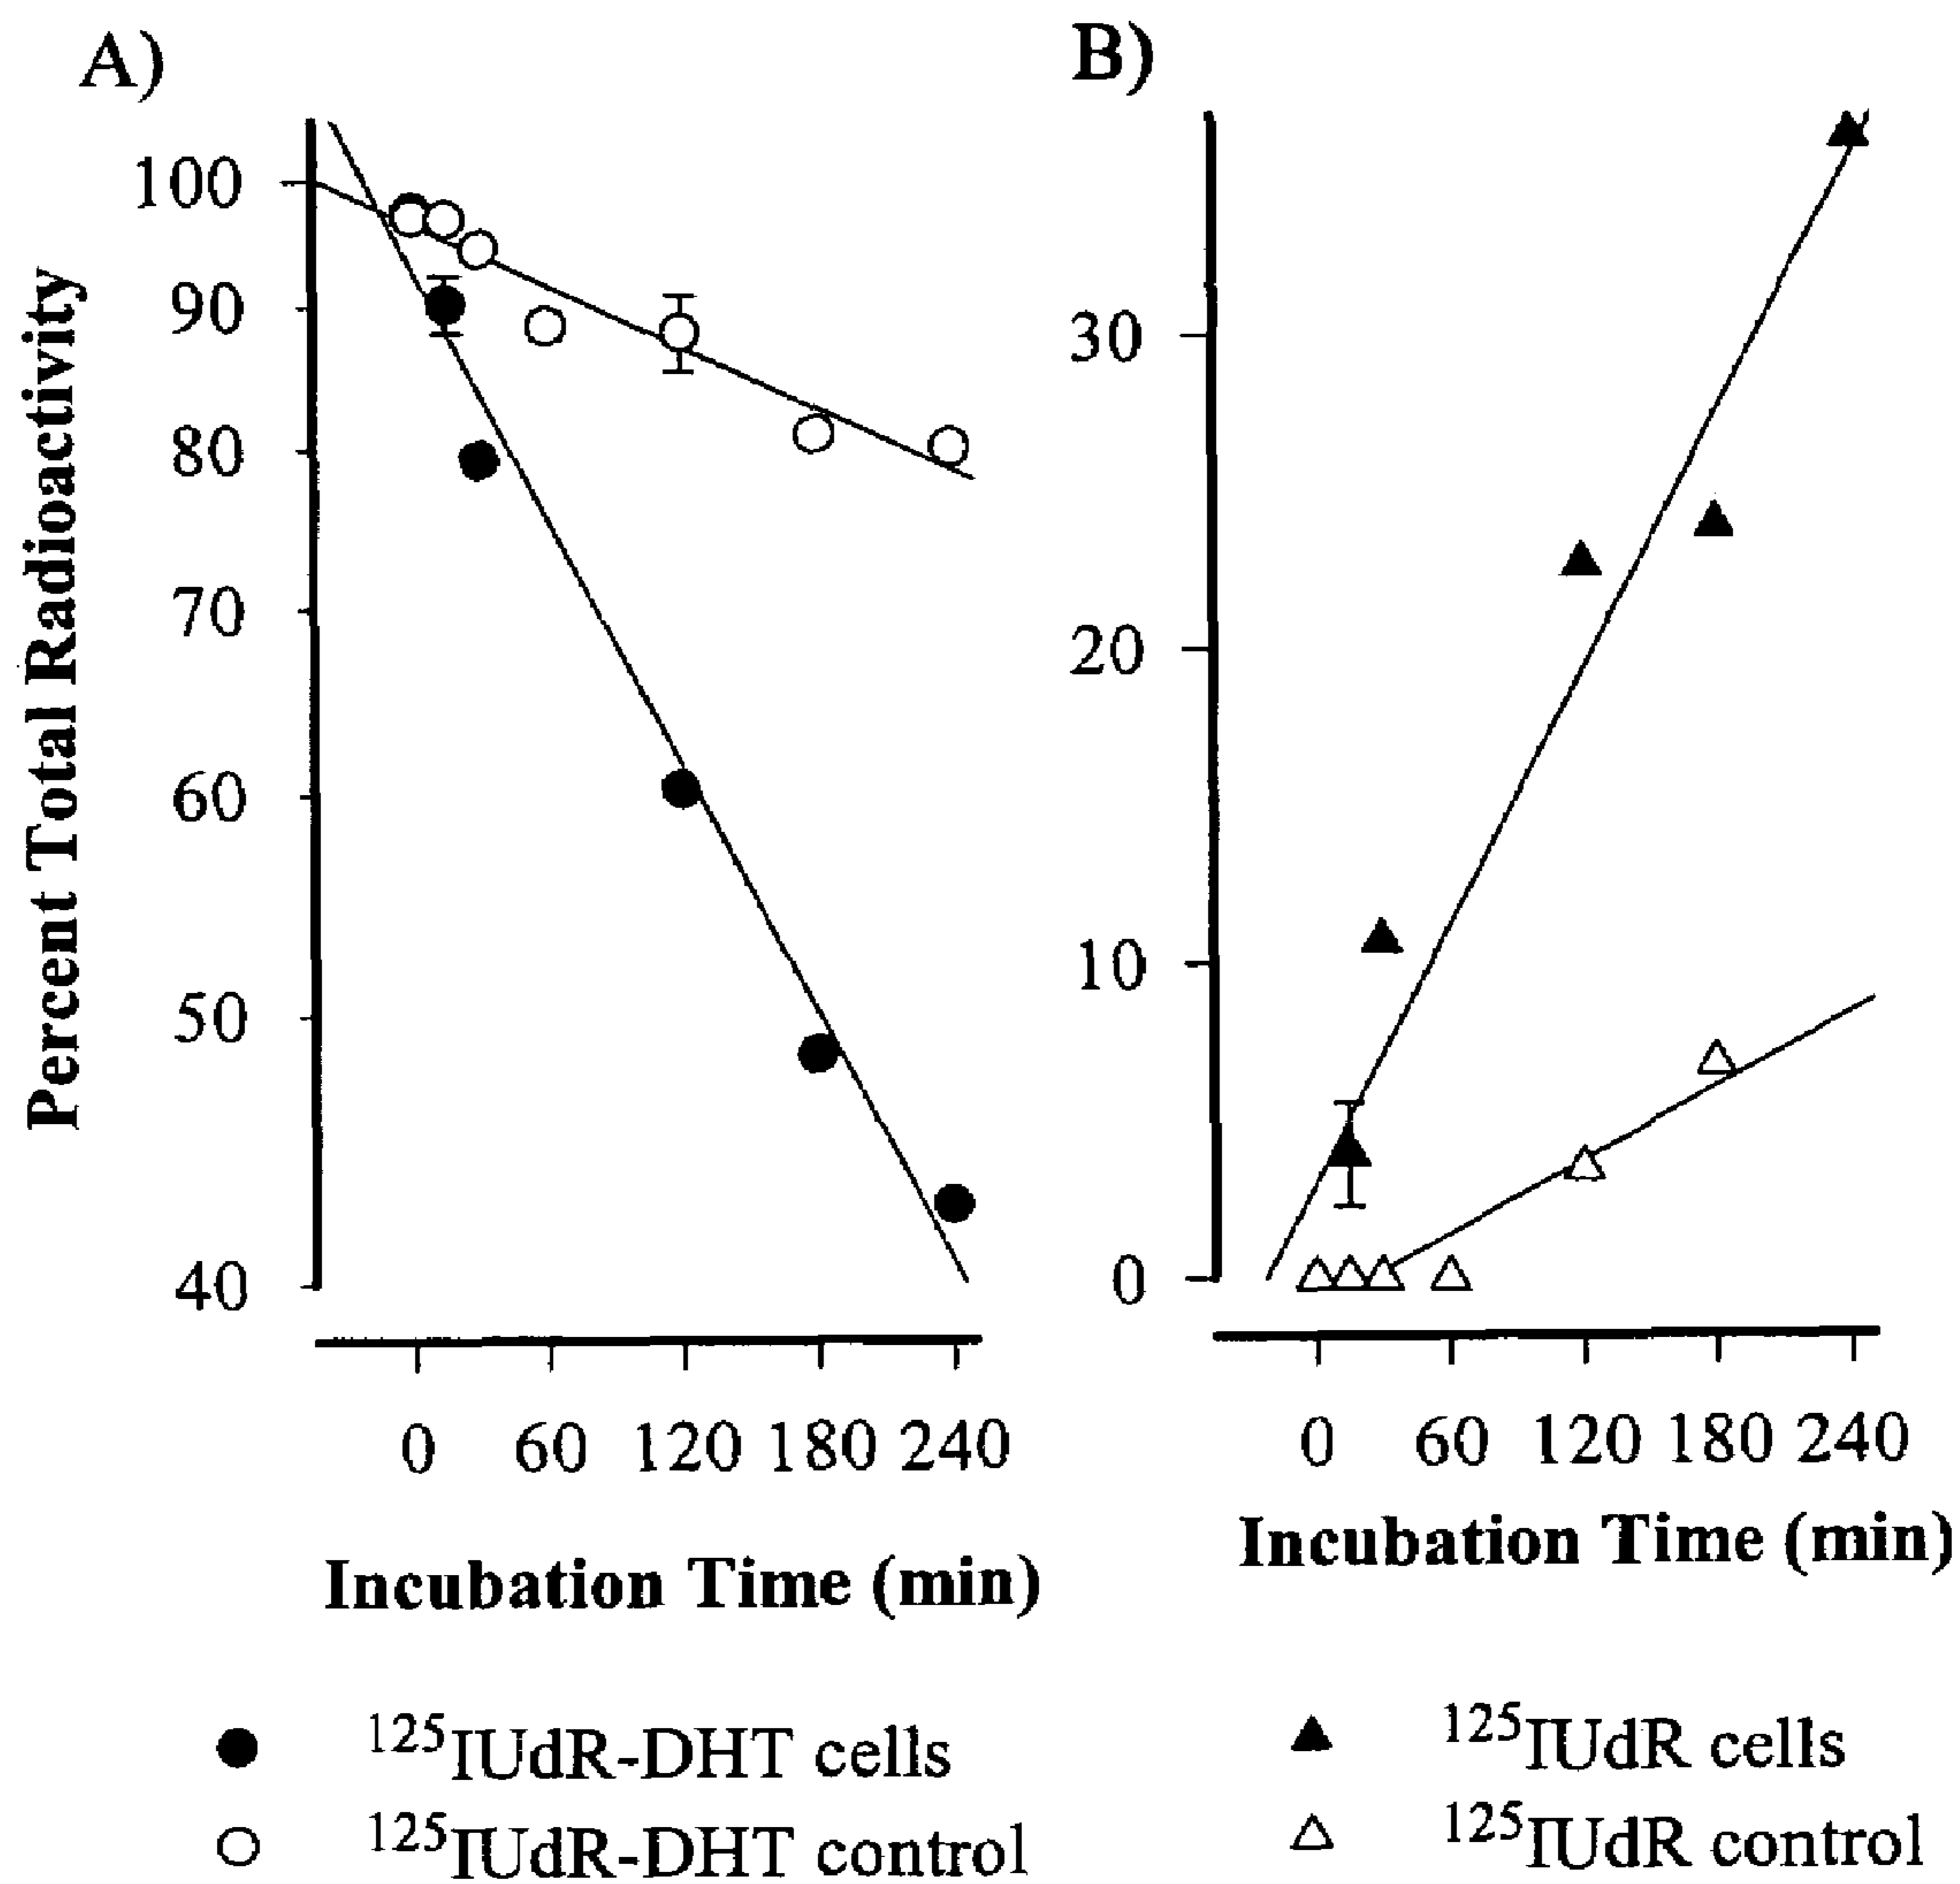 A)
Percent Total Radioactivity
100
90
80
70
60
50
40
0 60 120 180 240
Incubation Time (min)
B)
30
20
10
0
0 60 120 180 240
Incubation Time (min)
¹²⁵IUdR-DHT cells
¹²⁵IUdR-DHT control
¹²⁵IUdR cells
¹²⁵IUdR control